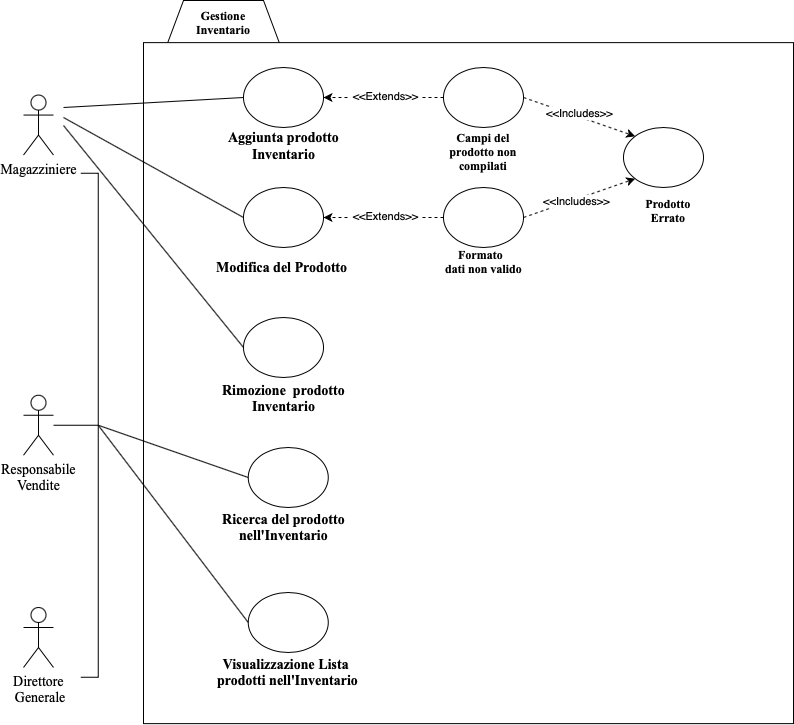 Gestione
Inventario
<<Extends>>
<<Includes>>
Aggiunta prodotto
Inventario
Campi del
prodotto non
compilati
Magazziniere
<<Extends>>
<<Includes>>
Prodotto
Errato
Modifica del Prodotto
Formato
dati non valido
Rimozione prodotto
Inventario
Responsabile
Vendite
Ricerca del prodotto
nell'Inventario
Direttore
Generale
Visualizzazione Lista
prodotti nell'Inventario